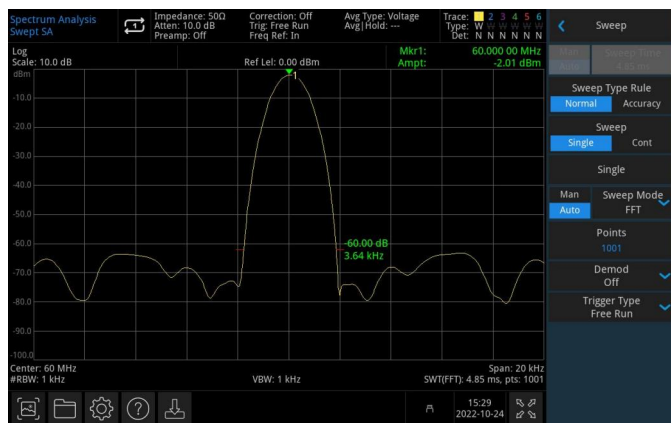 Spectrum Analysis
Swept SA
1
Impedance: 50Ω
Atten: 10.0 dB
Preamp: Off
Correction: Off
Trig: Free Run
Freq Ref: In
Avg Type: Voltage
Avg|Hold: ---
Trace: 1 2 3 4 5 6
Type: W W W W W W
Det: N N N N N N
Log
Scale: 10.0 dB
Ref Lel: 0.00 dBm
Mkr1: 60.000 00 MHz
Ampt: -2.01 dBm
dBm
1
-10.0
-20.0
-30.0
-40.0
-50.0
-60.0
-70.0
-80.0
-90.0
-100.0
-60.00 dB
3.64 kHz
Center: 60 MHz
#RBW: 1 kHz
VBW: 1 kHz
Span: 20 kHz
SWT(FFT): 4.85 ms, pts: 1001
15:29
2022-10-24
Sweep
Man
Auto
Sweep Time
4.85 ms
Sweep Type Rule
Normal Accuracy
Sweep
Single Cont
Single
Man
Auto
Sweep Mode
FFT
Points
1001
Demod
Off
Trigger Type
Free Run